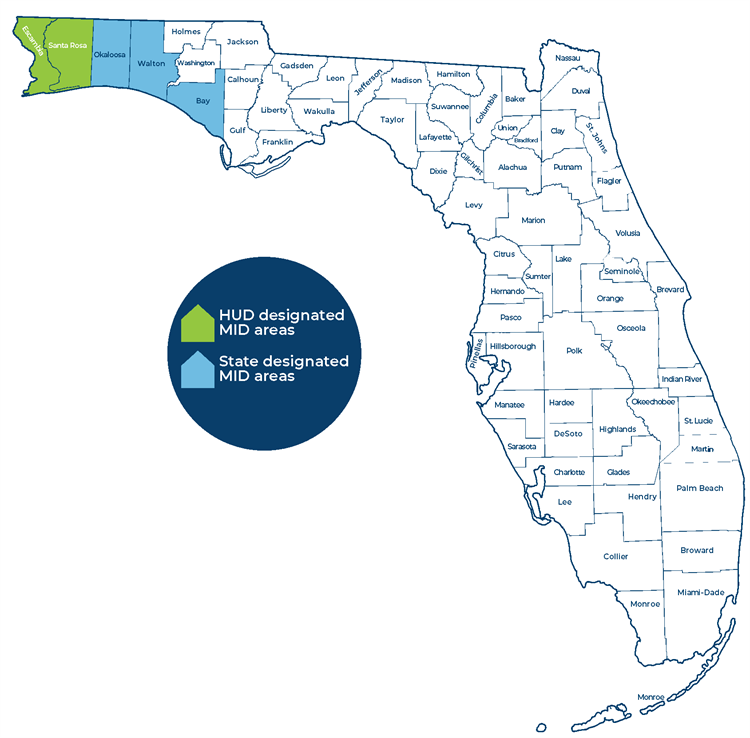 Escambia
Santa Rosa
Okaloosa
Walton
Holmes
Washington
Bay
Jackson
Calhoun
Gulf
Gadsden
Liberty
Franklin
Leon
Wakulla
Jefferson
Madison
Taylor
Hamilton
Suwannee
Lafayette
Dixie
Columbia
Gilchrist
Baker
Union
Bradford
Alachua
Levy
Nassau
Duval
Clay
St. Johns
Putnam
Flagler
Marion
Volusia
Citrus
Sumter
Lake
Seminole
Hernando
Orange
Brevard
Pasco
Osceola
Pinellas
Hillsborough
Polk
Indian River
Manatee
Hardee
Okeechobee
St. Lucie
Highlands
DeSoto
Sarasota
Martin
Charlotte
Glades
Lee
Hendry
Palm Beach
Collier
Broward
Monroe
Miami-Dade
Monroe
HUD designated
MID areas
State designated
MID areas